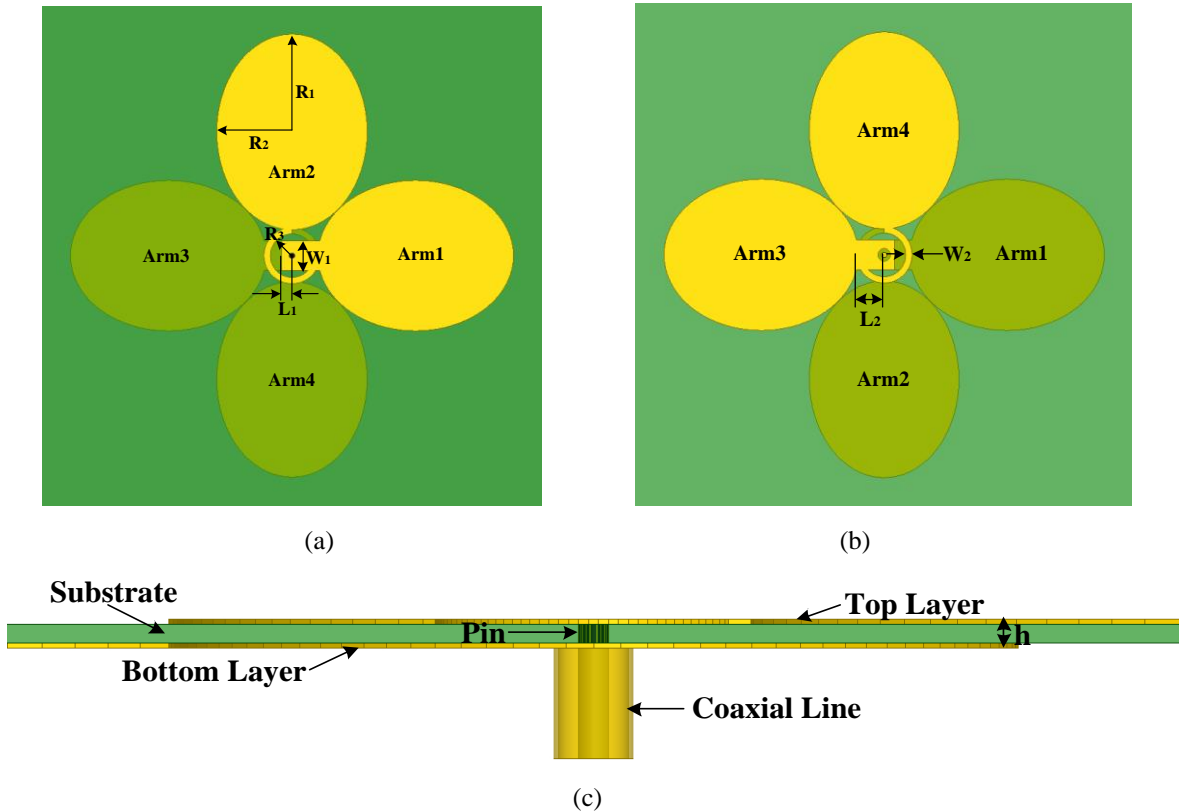 R1
R2
Arm2
R3
Arm3
W1
Arm1
L1
Arm4
(a)
Arm4
Arm3
W2
Arm1
L2
Arm2
(b)
Substrate
Top Layer
Pin
h
Bottom Layer
Coaxial Line
(c)